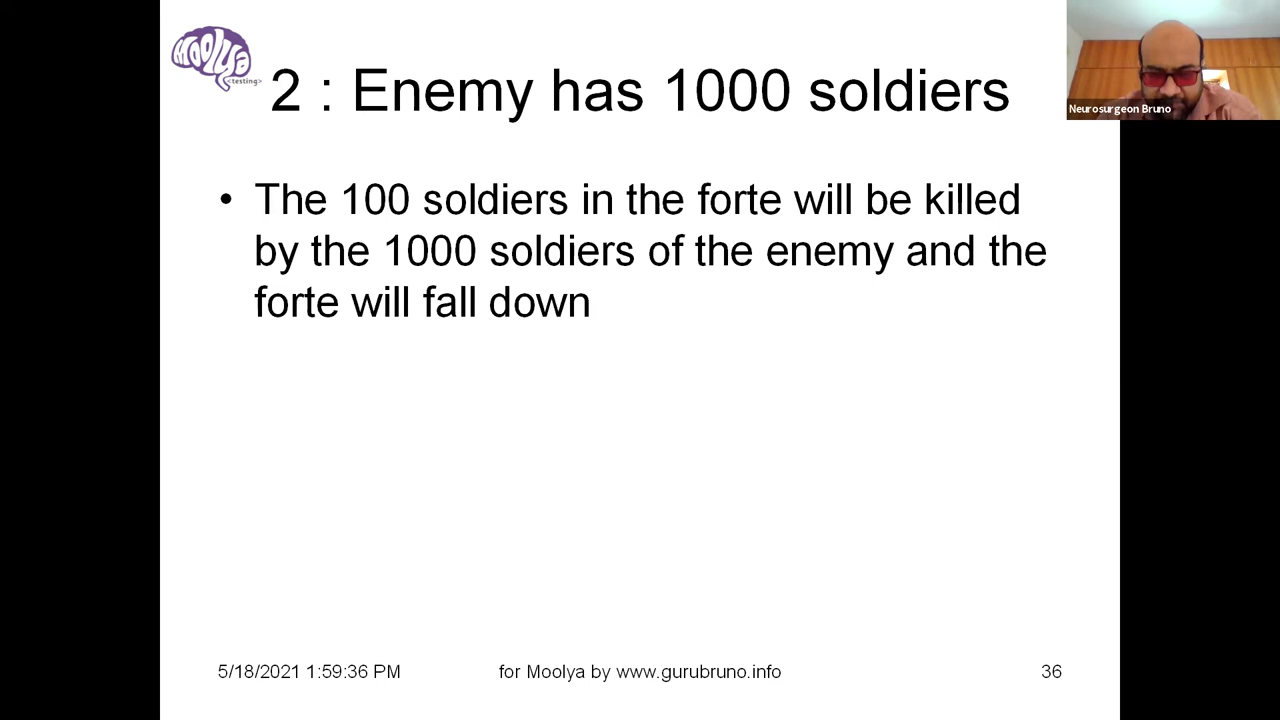 Moolya
<testing>
2 : Enemy has 1000 soldiers
Neurosurgeon Bruno
• The 100 soldiers in the forte will be killed
by the 1000 soldiers of the enemy and the
forte will fall down
5/18/2021 1:59:36 PM
for Moolya by www.gurubruno.info
36